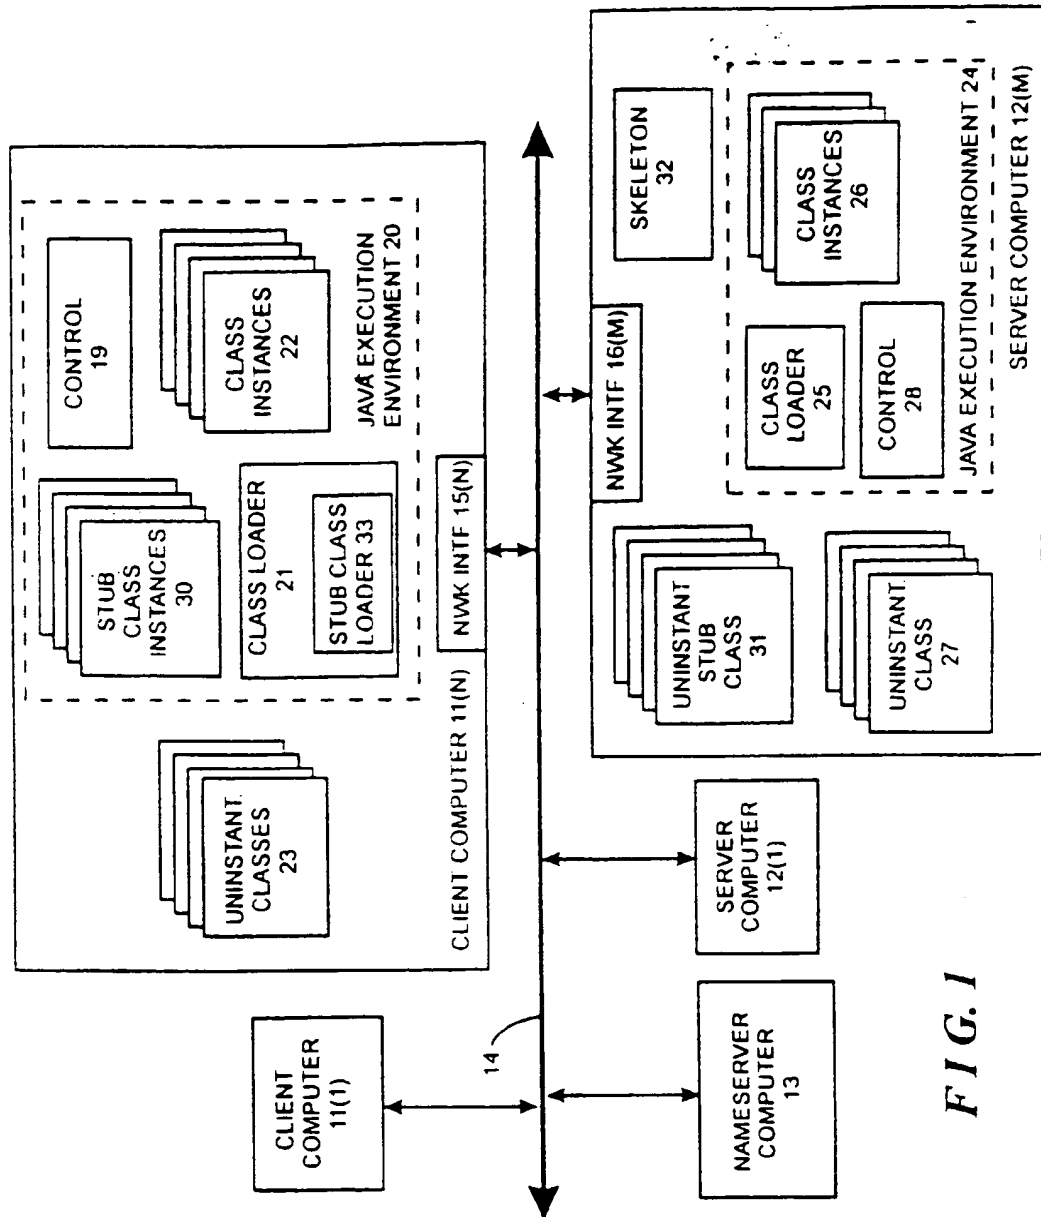 CLIENT
COMPUTER
11(1)
UNINSTANT.
CLASSES
23
CLIENT COMPUTER 11(N)
STUB
CLASS
INSTANCES
30
CONTROL
19
CLASS LOADER
21
STUB CLASS
LOADER 33
CLASS
INSTANCES
22
JAVA EXECUTION
ENVIRONMENT 20
NWK INTF 15(N)
14
NAMESERVER
COMPUTER
13
SERVER
COMPUTER
12(1)
NWK INTF 16(M)
UNINSTANT
STUB
CLASS
31
SKELETON
32
UNINSTANT.
CLASS
27
CLASS
LOADER
25
CLASS
INSTANCES
26
CONTROL
28
JAVA EXECUTION ENVIRONMENT 24
SERVER COMPUTER 12(M)
FIG. 1